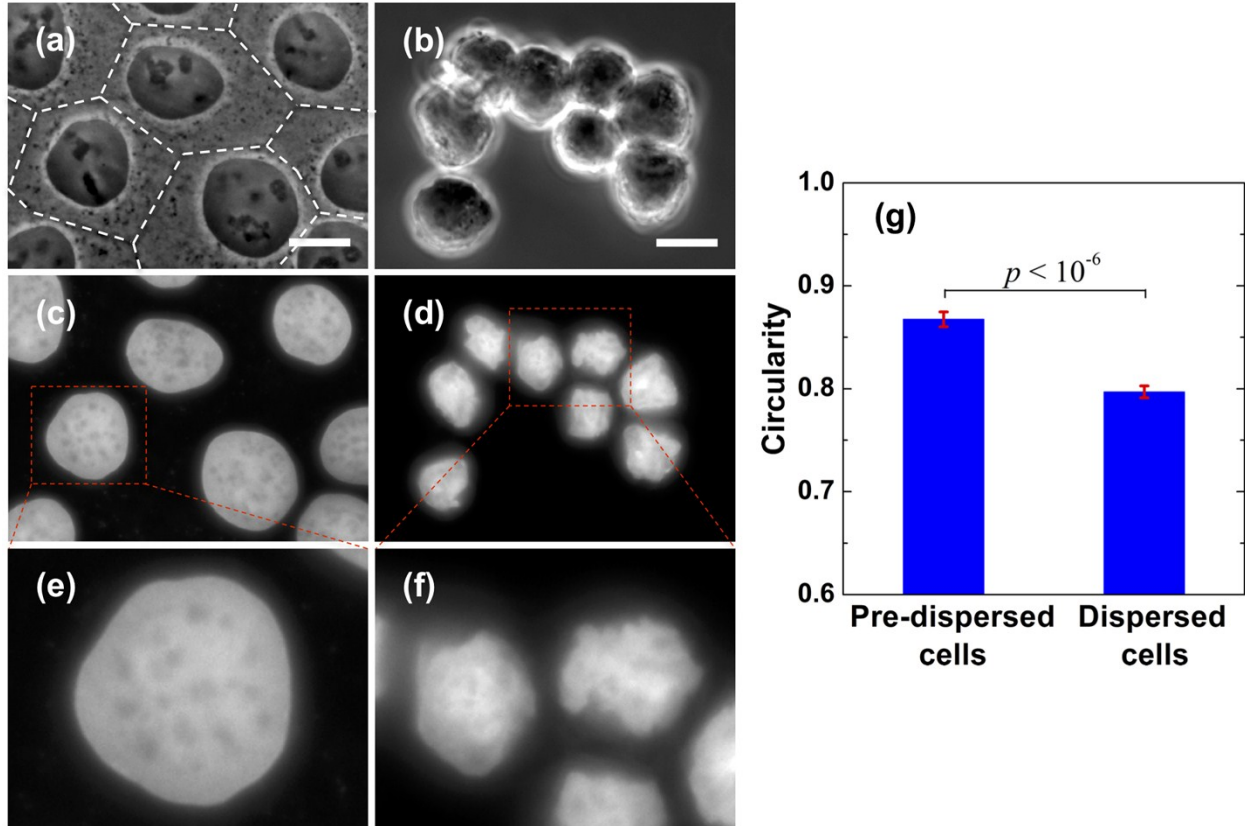 (a)
(b)
(c)
(d)
(e)
(f)
(g)
p < 10⁻⁶
Circularity
1.0
0.9
0.8
0.7
0.6
Pre-dispersed cells
Dispersed cells